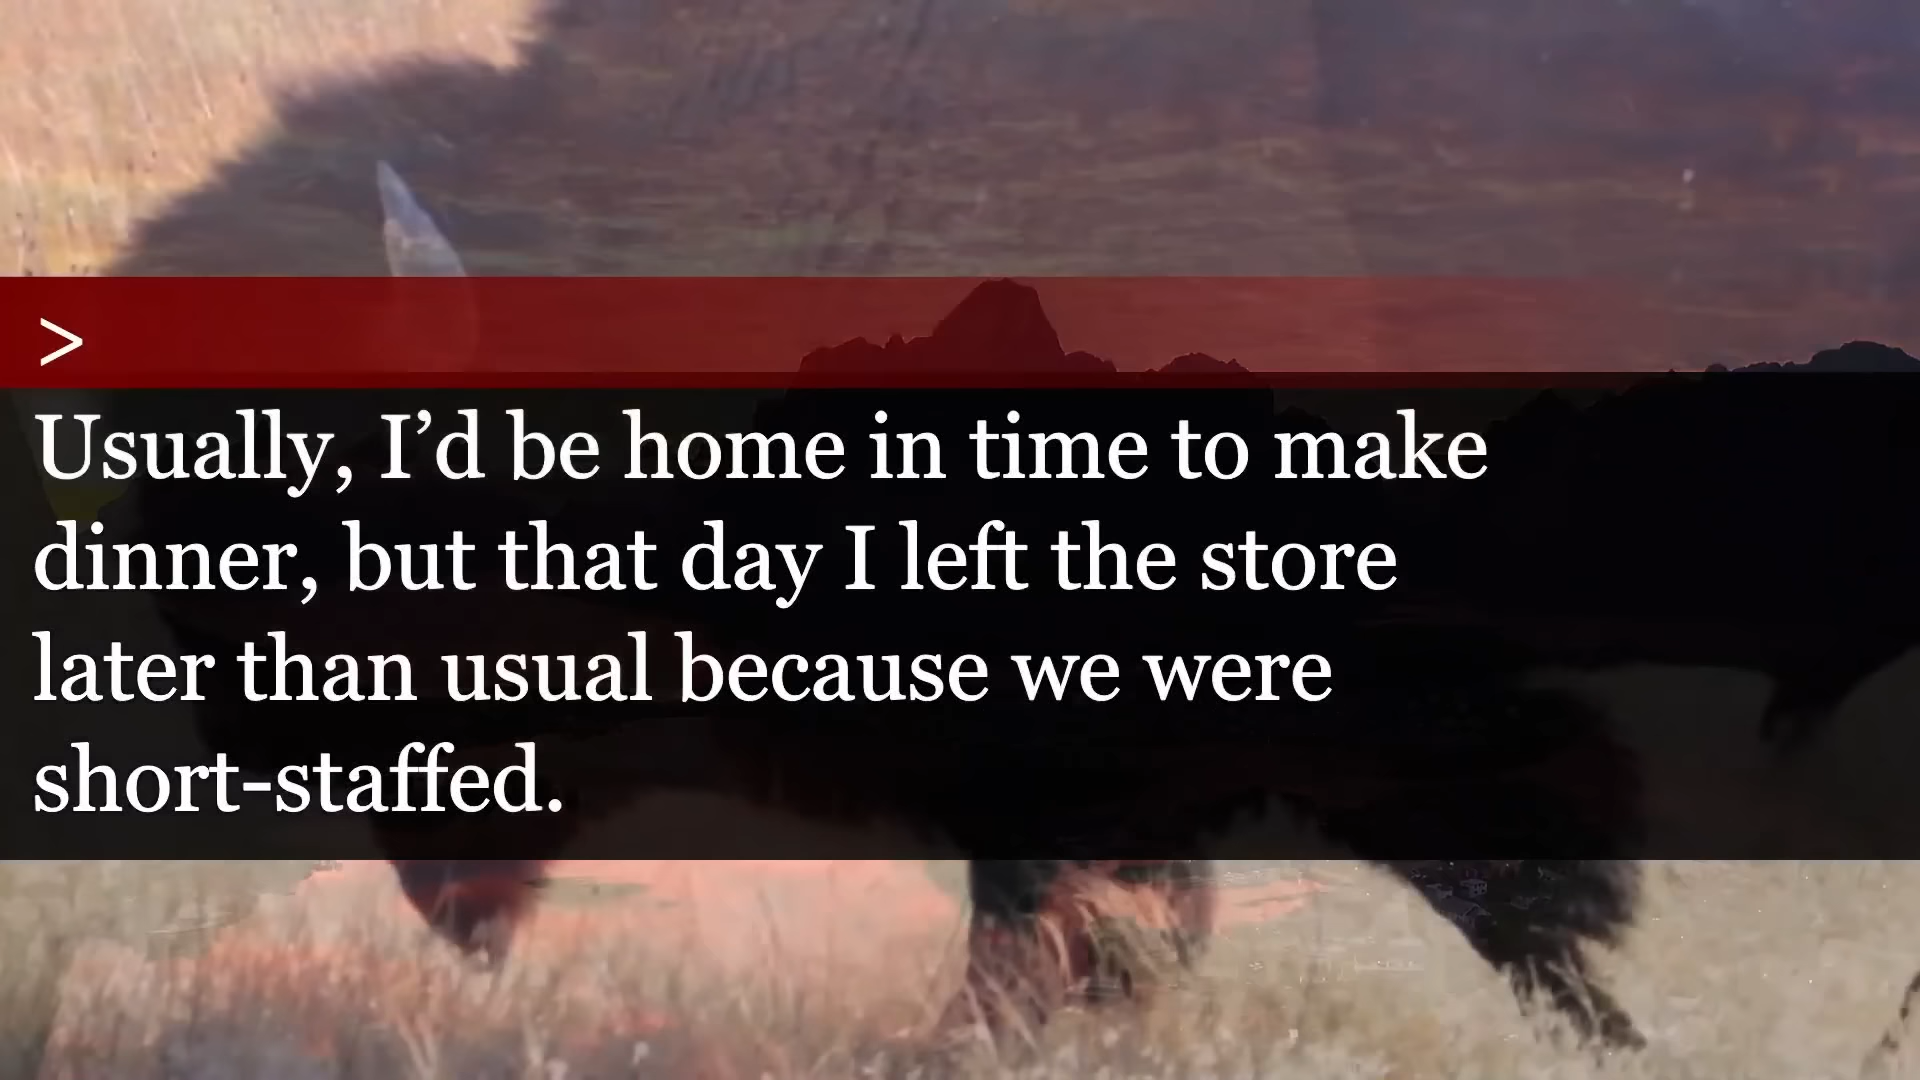 >
Usually, I’d be home in time to make
dinner, but that day I left the store
later than usual because we were
short-staffed.